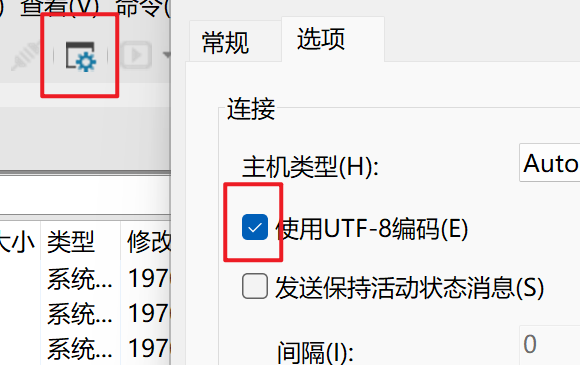 查看(V) 命令(
常规
选项
连接
主机类型(H):
Auto
使用UTF-8编码(E)
发送保持活动状态消息(S)
间隔(I):
0
大小 类型 修改
系统... 1970
系统... 1970
系统... 1970